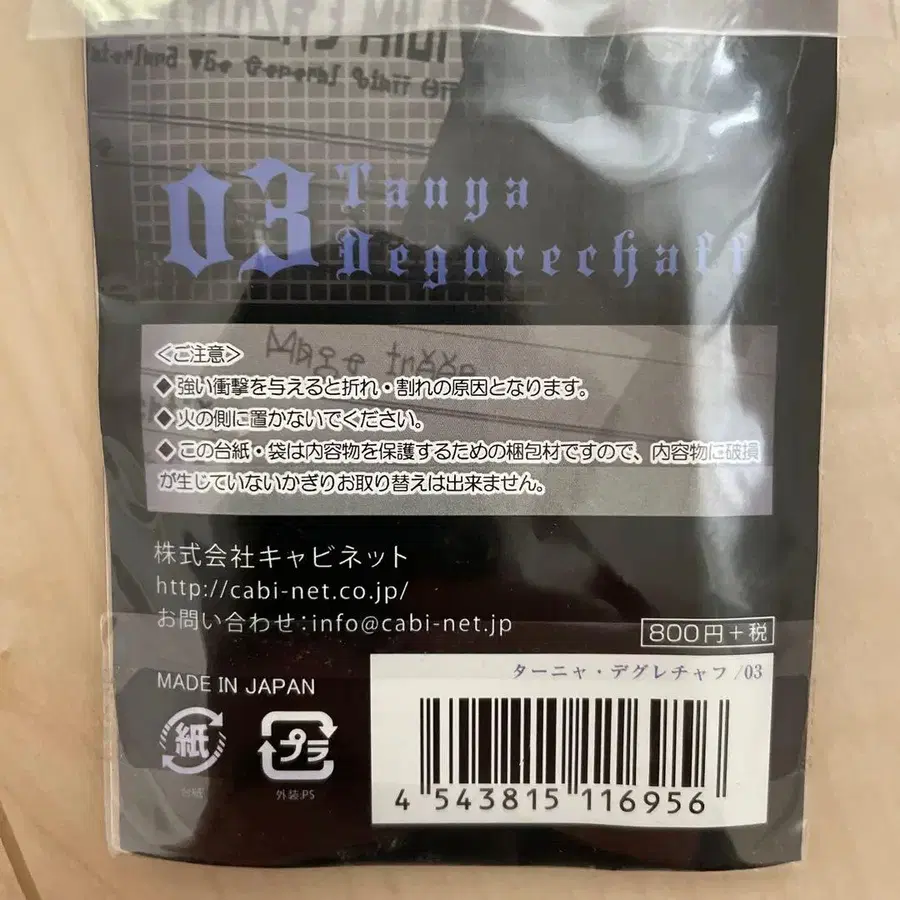 03 Tanya
Degurechaff
<ご注意>
◆強い衝撃を与えると折れ・割れの原因となります。
◆火の側に置かないでください。
◆この台紙・袋は内容物を保護するための梱包材ですので、内容物に破損
が生じていないかぎりお取り替えは出来ません。
株式会社キャビネット
http://cabi-net.co.jp/
お問い合わせ:info@cabi-net.jp
800円+税
ターニャ・デグレチャフ/03
MADE IN JAPAN
紙
台紙
プラ
外装:PS
4 543815 116956